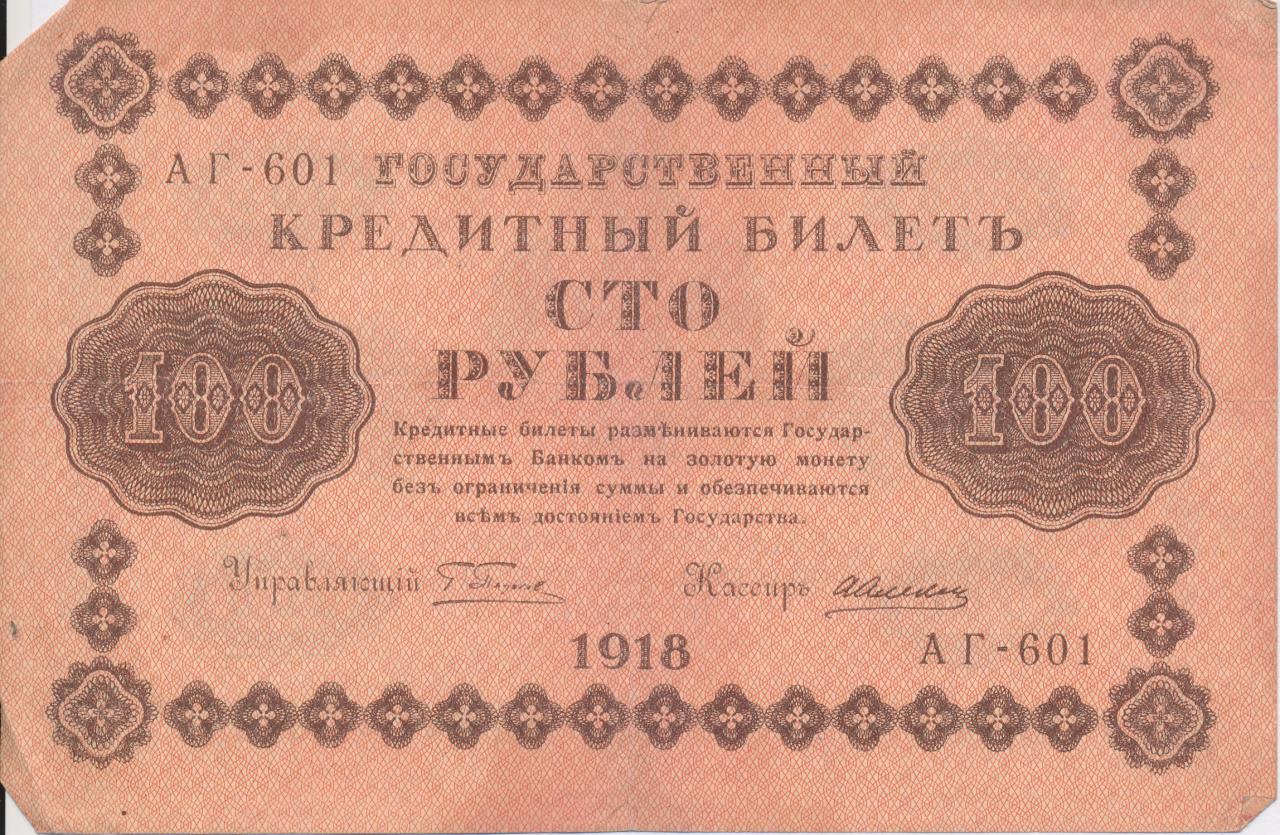 АГ-601 ГОСУДАРСТВЕННЫЙ
КРЕДИТНЫЙ БИЛЕТЪ
СТО
РУБЛЕЙ
100
100
Кредитные билеты размѣниваются Государ-
ственнымъ Банкомъ на золотую монету
безъ ограниченія суммы и обезпечиваются
всѣмъ достояніемъ Государства.
Управляющій
Кассиръ
1918
АГ-601